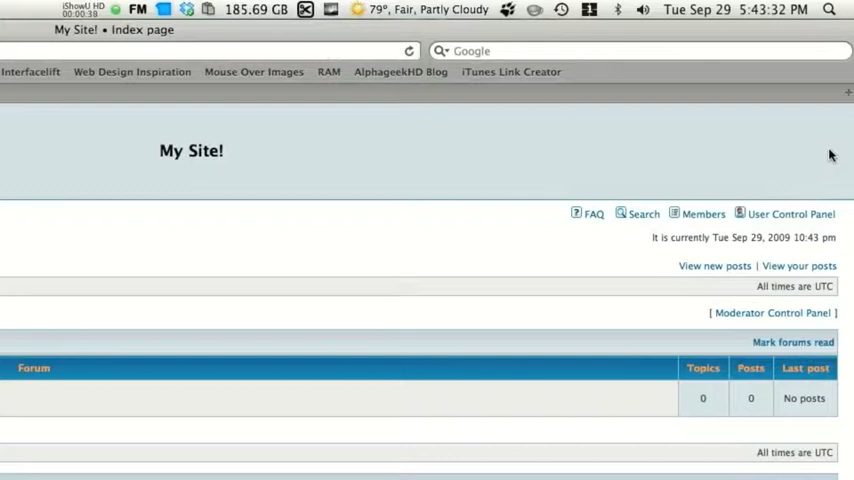 iShowU HD
00:00:38
FM 185.69 GB 79°, Fair, Partly Cloudy 1 Tue Sep 29 5:43:32 PM
My Site! • Index page
Google
Interfacelift Web Design Inspiration Mouse Over Images RAM AlphageekHD Blog iTunes Link Creator
My Site!
FAQ Search Members User Control Panel
It is currently Tue Sep 29, 2009 10:43 pm
View new posts | View your posts
All times are UTC
[ Moderator Control Panel ]
Mark forums read
Forum Topics Posts Last post
0 0 No posts
All times are UTC